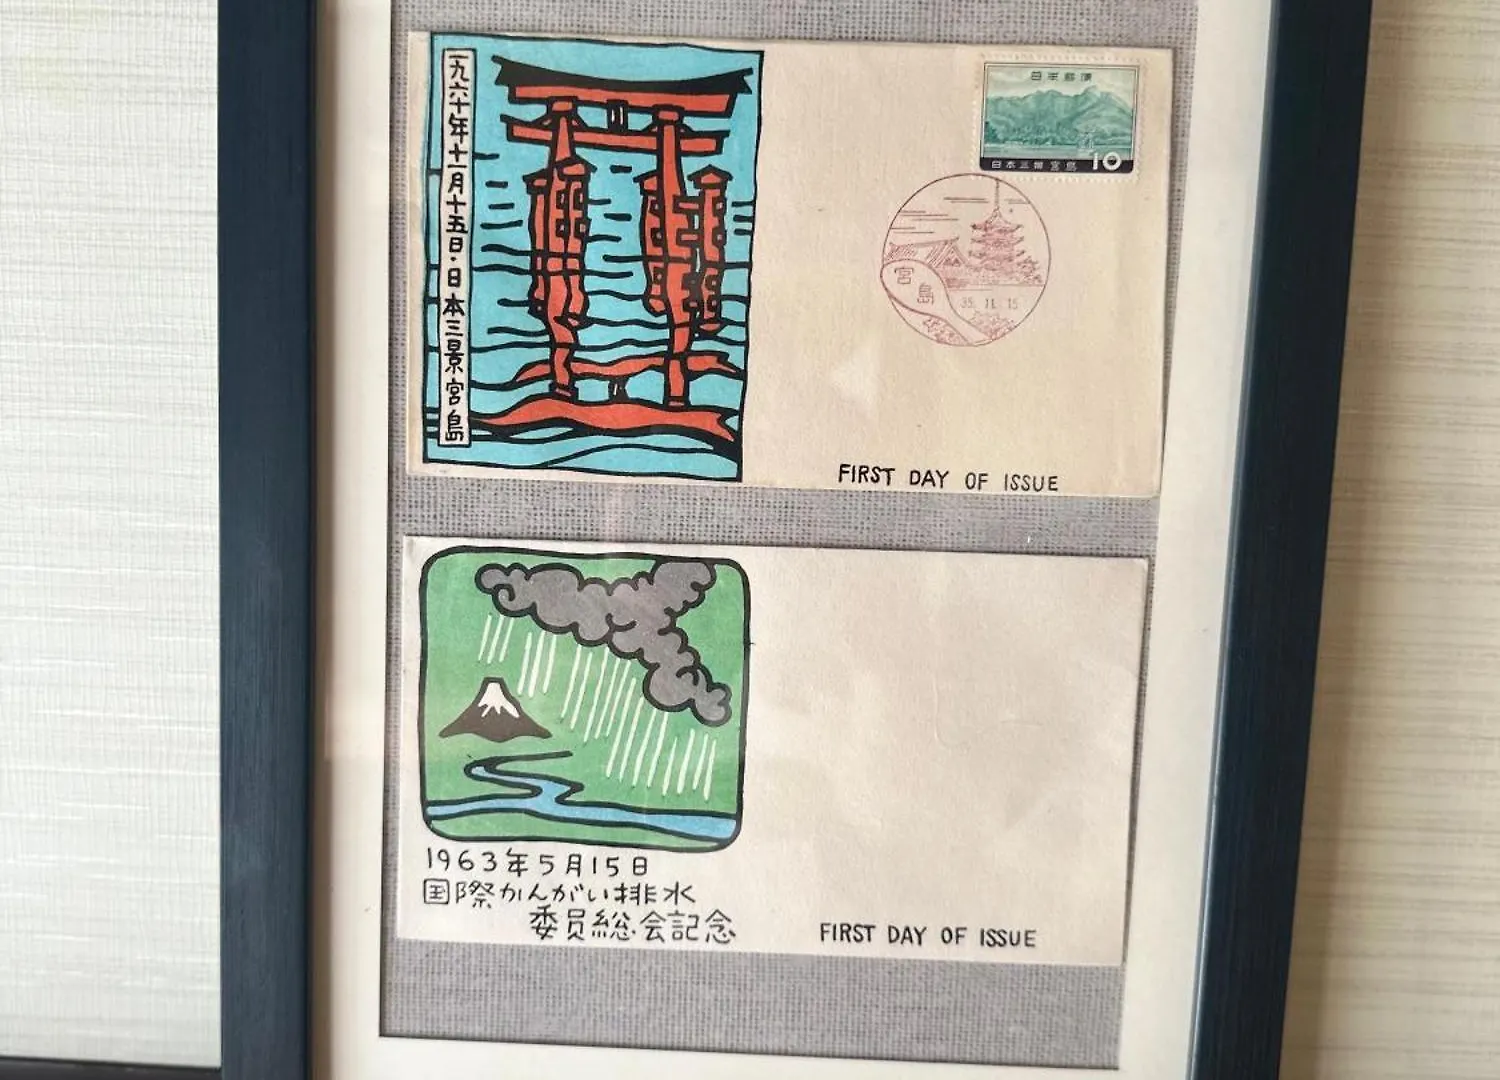 一九六十年十一月十五日・日本三景宮島
日本郵便
10
日本三景宮島
宮島
35.11.15
FIRST DAY OF ISSUE
1963年5月15日
国際かんがい排水
委員総会記念
FIRST DAY OF ISSUE